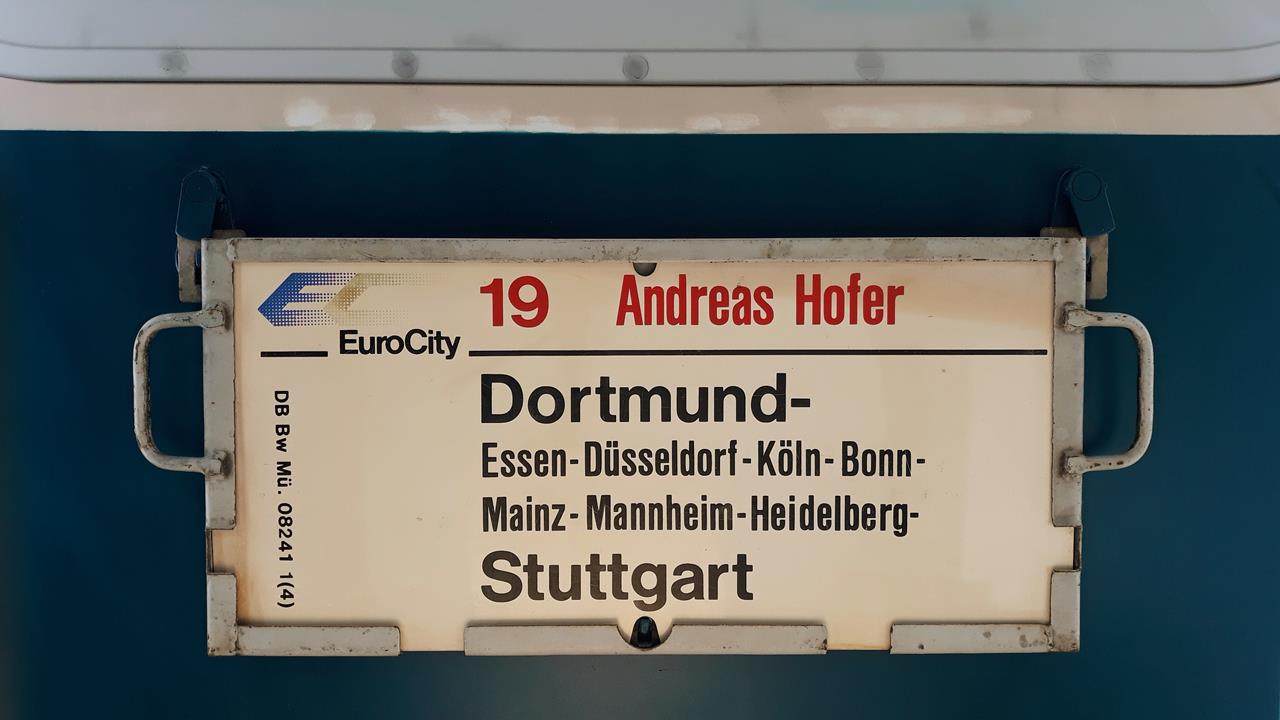 19 Andreas Hofer
EuroCity
Dortmund-
Essen-Düsseldorf-Köln-Bonn-
Mainz-Mannheim-Heidelberg-
Stuttgart
DB Bw Mü. 08241 1(4)